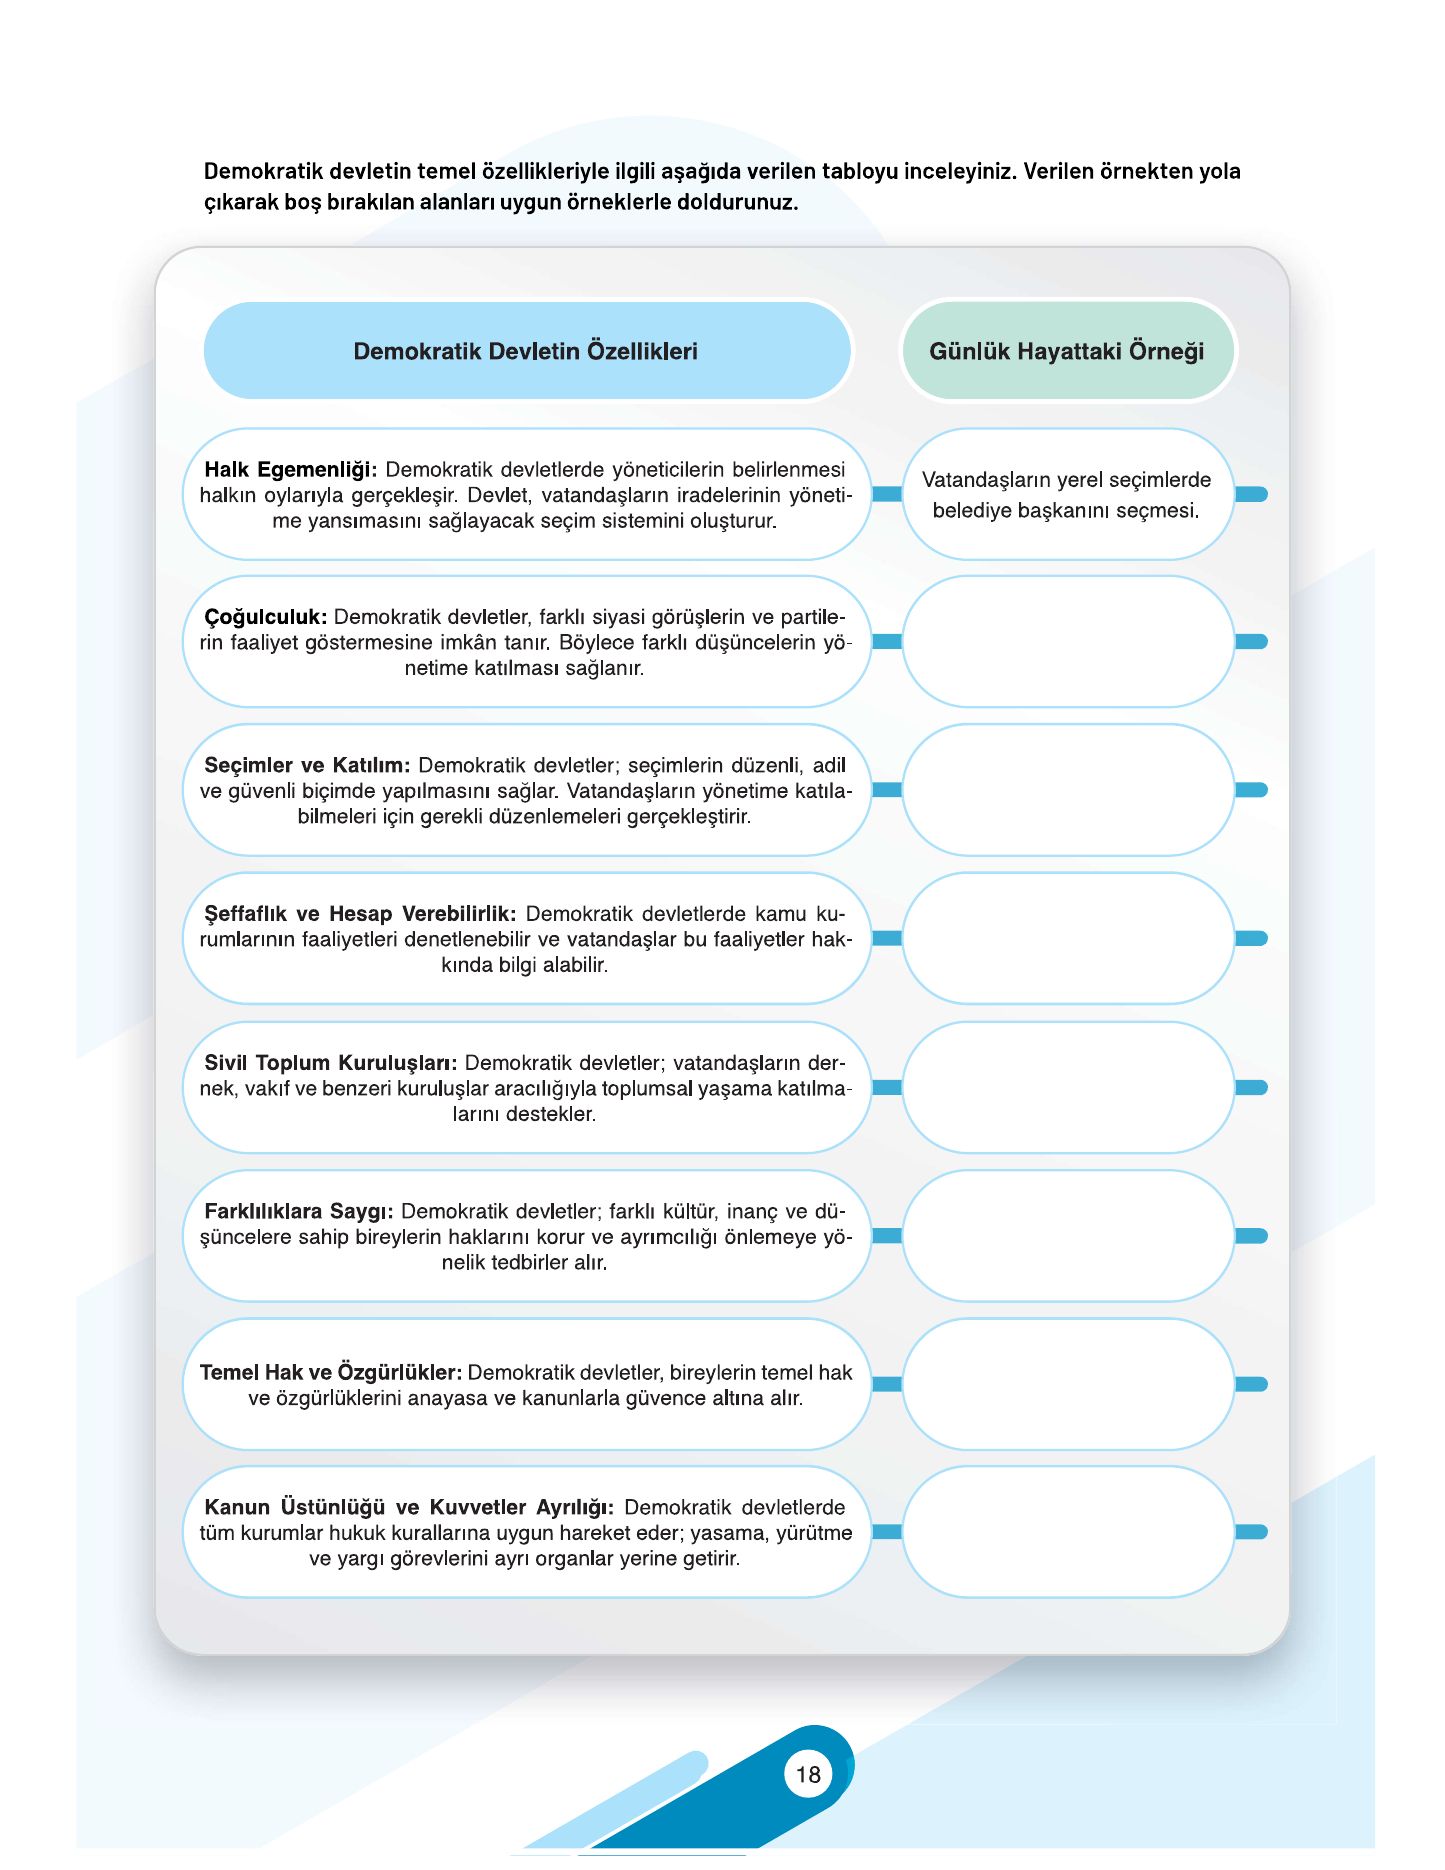 Demokratik devletin temel özellikleriyle ilgili aşağıda verilen tabloyu inceleyiniz. Verilen örnekten yola
çıkarak boş bırakılan alanları uygun örneklerle doldurunuz.
Demokratik Devletin Özellikleri
Günlük Hayattaki Örneği
Halk Egemenliği: Demokratik devletlerde yöneticilerin belirlenmesi
halkın oylarıyla gerçekleşir. Devlet, vatandaşların iradelerinin yöneti-
me yansımasını sağlayacak seçim sistemini oluşturur.
Vatandaşların yerel seçimlerde
belediye başkanını seçmesi.
Çoğulculuk: Demokratik devletler, farklı siyasi görüşlerin ve partile-
rin faaliyet göstermesine imkân tanır. Böylece farklı düşüncelerin yö-
netime katılması sağlanır.
Seçimler ve Katılım: Demokratik devletler; seçimlerin düzenli, adil
ve güvenli biçimde yapılmasını sağlar. Vatandaşların yönetime katıla-
bilmeleri için gerekli düzenlemeleri gerçekleştirir.
Şeffaflık ve Hesap Verebilirlik: Demokratik devletlerde kamu ku-
rumlarının faaliyetleri denetlenebilir ve vatandaşlar bu faaliyetler hak-
kında bilgi alabilir.
Sivil Toplum Kuruluşları: Demokratik devletler; vatandaşların der-
nek, vakıf ve benzeri kuruluşlar aracılığıyla toplumsal yaşama katılma-
larını destekler.
Farklılıklara Saygı: Demokratik devletler; farklı kültür, inanç ve dü-
şüncelere sahip bireylerin haklarını korur ve ayrımcılığı önlemeye yö-
nelik tedbirler alır.
Temel Hak ve Özgürlükler: Demokratik devletler, bireylerin temel hak
ve özgürlüklerini anayasa ve kanunlarla güvence altına alır.
Kanun Üstünlüğü ve Kuvvetler Ayrılığı: Demokratik devletlerde
tüm kurumlar hukuk kurallarına uygun hareket eder; yasama, yürütme
ve yargı görevlerini ayrı organlar yerine getirir.
18